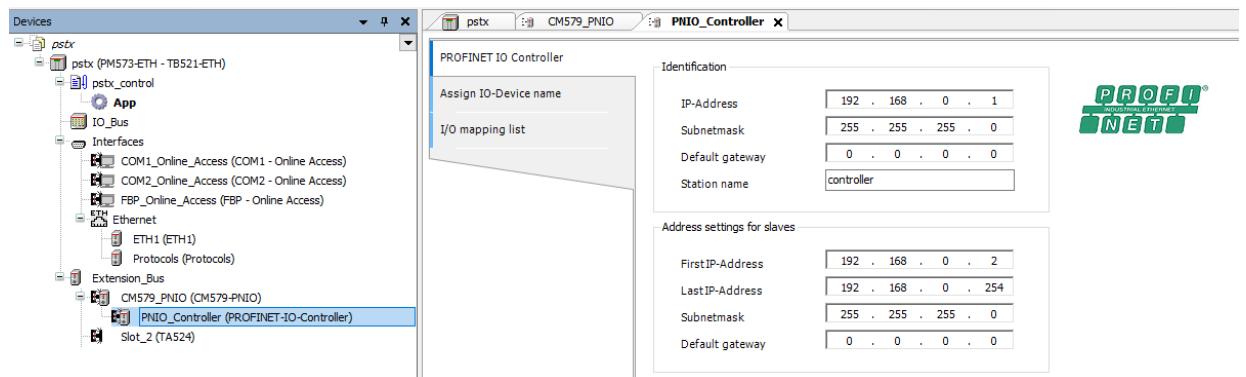 Devices
pstx
pstx (PM573-ETH - TB521-ETH)
pstx_control
App
IO_Bus
Interfaces
COM1_Online_Access (COM1 - Online Access)
COM2_Online_Access (COM2 - Online Access)
FBP_Online_Access (FBP - Online Access)
ETH
Ethernet
ETH1 (ETH1)
Protocols (Protocols)
Extension_Bus
CM579_PNIO (CM579-PNIO)
PNIO_Controller (PROFINET-IO-Controller)
Slot_2 (TA524)
pstx CM579_PNIO PNIO_Controller
PROFINET IO Controller
Assign IO-Device name
I/O mapping list
Identification
IP-Address 192 . 168 . 0 . 1
Subnetmask 255 . 255 . 255 . 0
Default gateway 0 . 0 . 0 . 0
Station name controller
PROFI
INDUSTRIAL ETHERNET
NET
®
Address settings for slaves
First IP-Address 192 . 168 . 0 . 2
Last IP-Address 192 . 168 . 0 . 254
Subnetmask 255 . 255 . 255 . 0
Default gateway 0 . 0 . 0 . 0